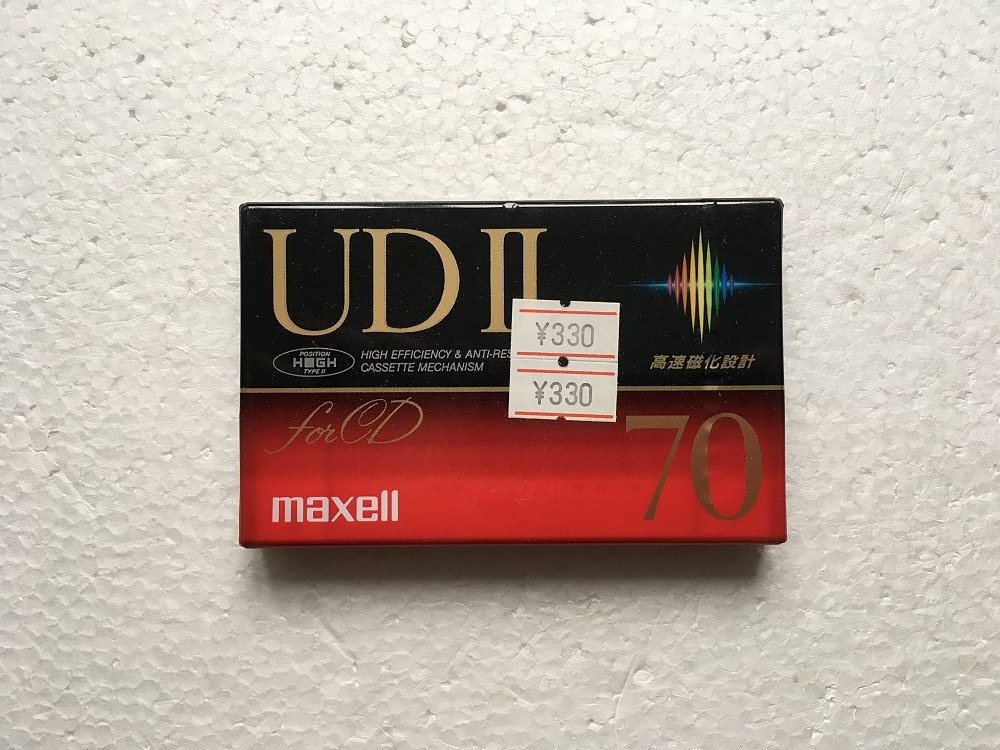 UD II
¥330
¥330
POSITION
HIGH
TYPE II
HIGH EFFICIENCY & ANTI-RES
CASSETTE MECHANISM
高速磁化設計
for CD
70
maxell